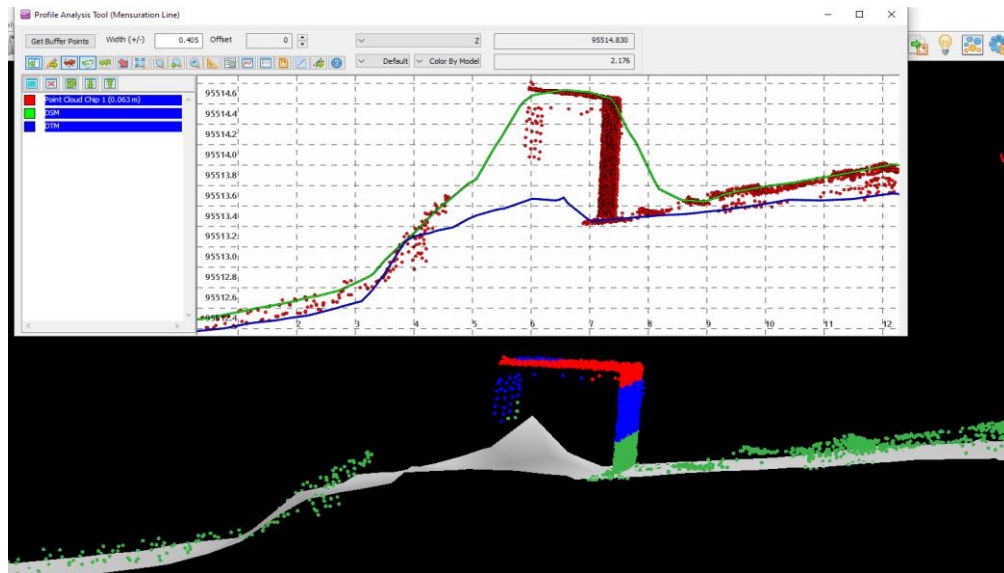 Profile Analysis Tool (Mensuration Line)
Get Buffer Points Width (+/-) 0.405 Offset 0 Z 95514.830
Default Color By Model 2.176
Point Cloud Chip 1 (0.063 m)
DSM
DTM
95514.6
95514.4
95514.2
95514.0
95513.8
95513.6
95513.4
95513.2
95513.0
95512.8
95512.6
95512.4
1 2 3 4 5 6 7 8 9 10 11 12